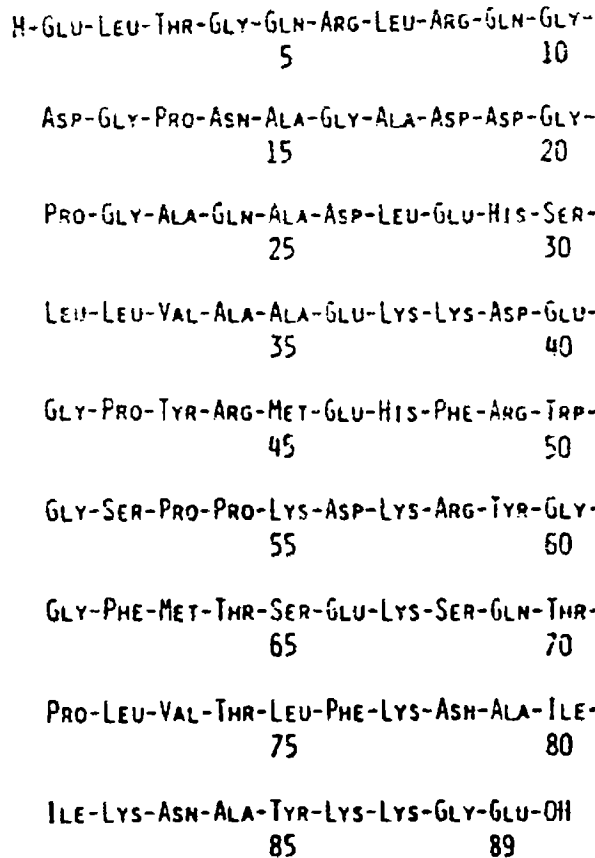 H-GLU-LEU-THR-GLY-GLN-ARG-LEU-ARG-GLN-GLY-
5 10
ASP-GLY-PRO-ASN-ALA-GLY-ALA-ASP-ASP-GLY-
15 20
PRO-GLY-ALA-GLN-ALA-ASP-LEU-GLU-HIS-SER-
25 30
LEU-LEU-VAL-ALA-ALA-GLU-LYS-LYS-ASP-GLU-
35 40
GLY-PRO-TYR-ARG-MET-GLU-HIS-PHE-ARG-TRP-
45 50
GLY-SER-PRO-PRO-LYS-ASP-LYS-ARG-TYR-GLY-
55 60
GLY-PHE-MET-THR-SER-GLU-LYS-SER-GLN-THR-
65 70
PRO-LEU-VAL-THR-LEU-PHE-LYS-ASN-ALA-ILE-
75 80
ILE-LYS-ASN-ALA-TYR-LYS-LYS-GLY-GLU-OH
85 89